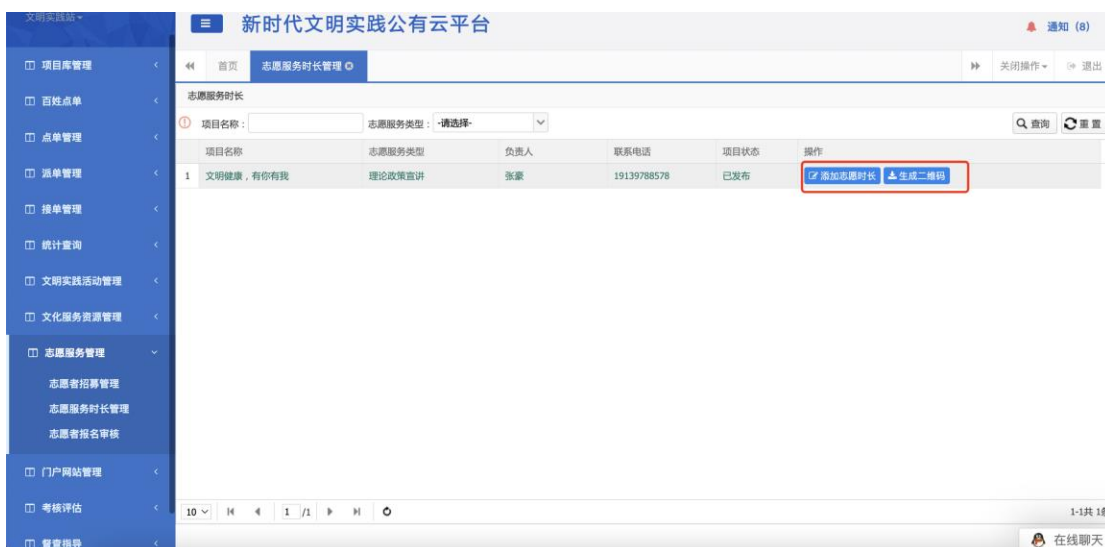 文明实践站
新时代文明实践公有云平台
通知 (8)
项目库管理
百姓点单
点单管理
派单管理
接单管理
统计查询
文明实践活动管理
文化服务资源管理
志愿服务管理
志愿者招募管理
志愿服务时长管理
志愿者报名审核
门户网站管理
考核评估
督查指导
首页 志愿服务时长管理 关闭操作 退出
志愿服务时长
项目名称： 志愿服务类型： -请选择- 查询 重置
项目名称 志愿服务类型 负责人 联系电话 项目状态 操作
1 文明健康，有你有我 理论政策宣讲 张豪 19139788578 已发布 添加志愿时长 生成二维码
10 1 /1 1-1共 1
在线聊天